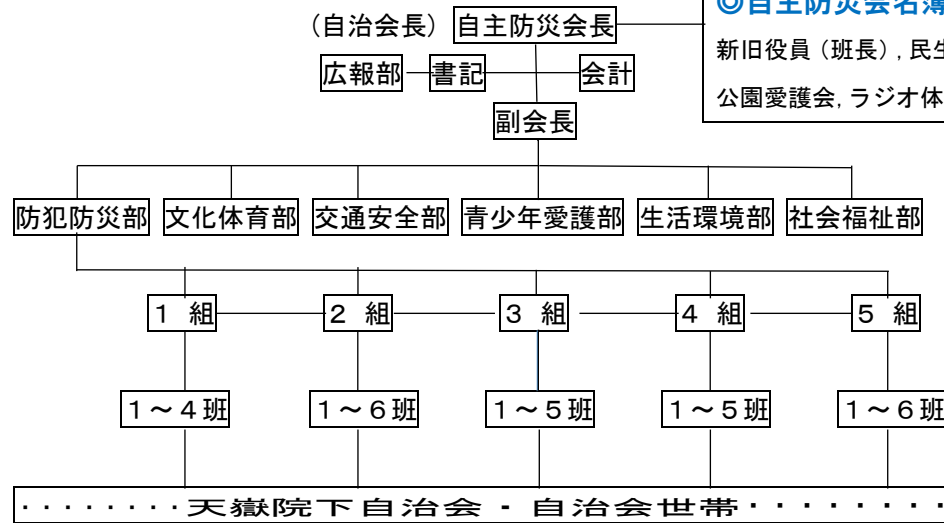 (自治会長) 自主防災会長
◎自主防災会名簿
新旧役員(班長),民生
公園愛護会,ラジオ体
広報部 書記 会計
副会長
防犯防災部 文化体育部 交通安全部 青少年愛護部 生活環境部 社会福祉部
1 組 2 組 3 組 4 組 5 組
1~4班 1~6班 1~5班 1~5班 1~6班
・・・・・・・・天嶽院下自治会・自治会世帯・・・・・・・・